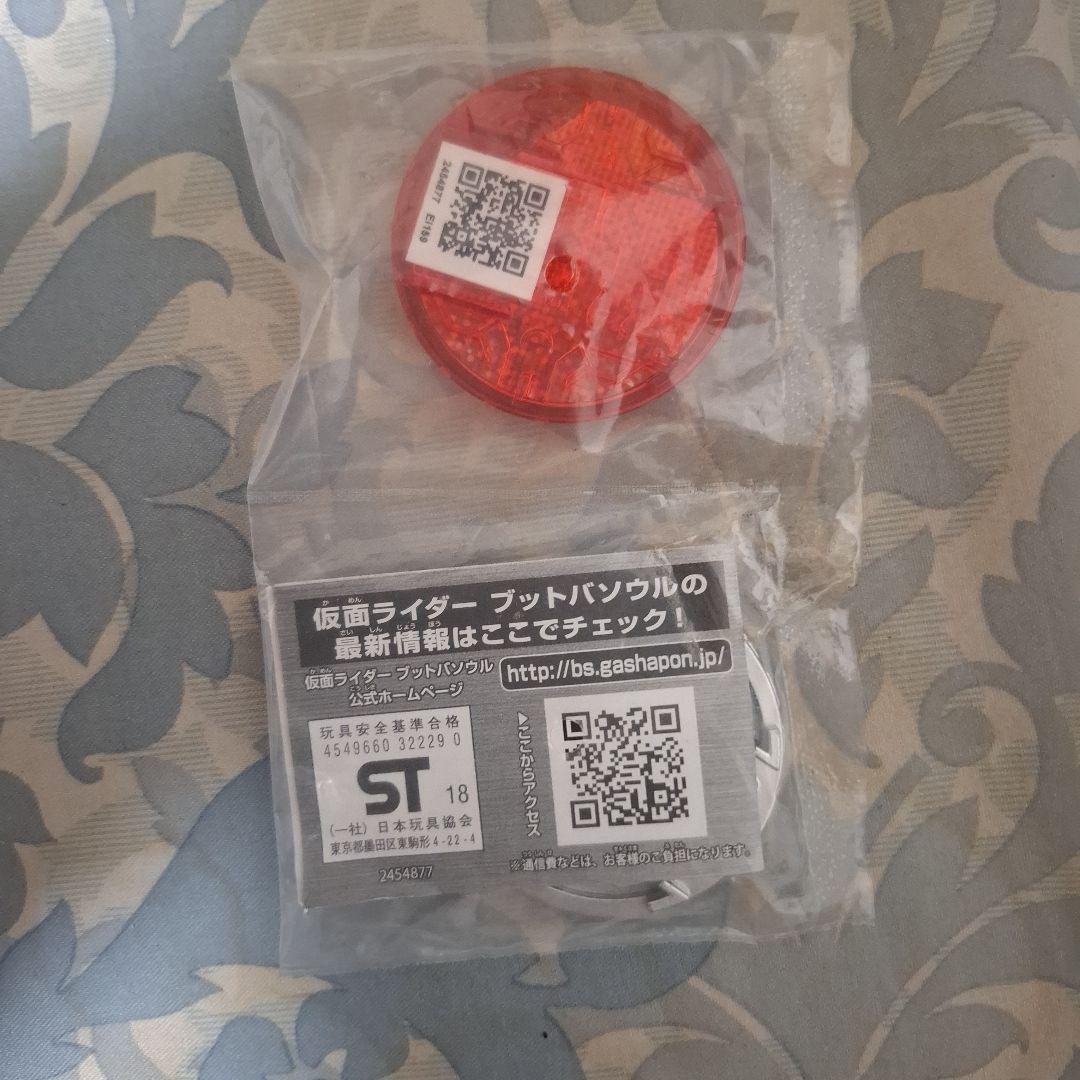 2454877 EI189
仮面ライダー ブットバソウルの
最新情報はここでチェック!
仮面ライダー ブットバソウル
公式ホームページ
http://bs.gashapon.jp/
玩具安全基準合格
4549660 32229 0
ST 18
(一社) 日本玩具協会
東京都墨田区東駒形4-22-4
2454877
▶ここからアクセス
※通信費などは、お客様のご負担になります。